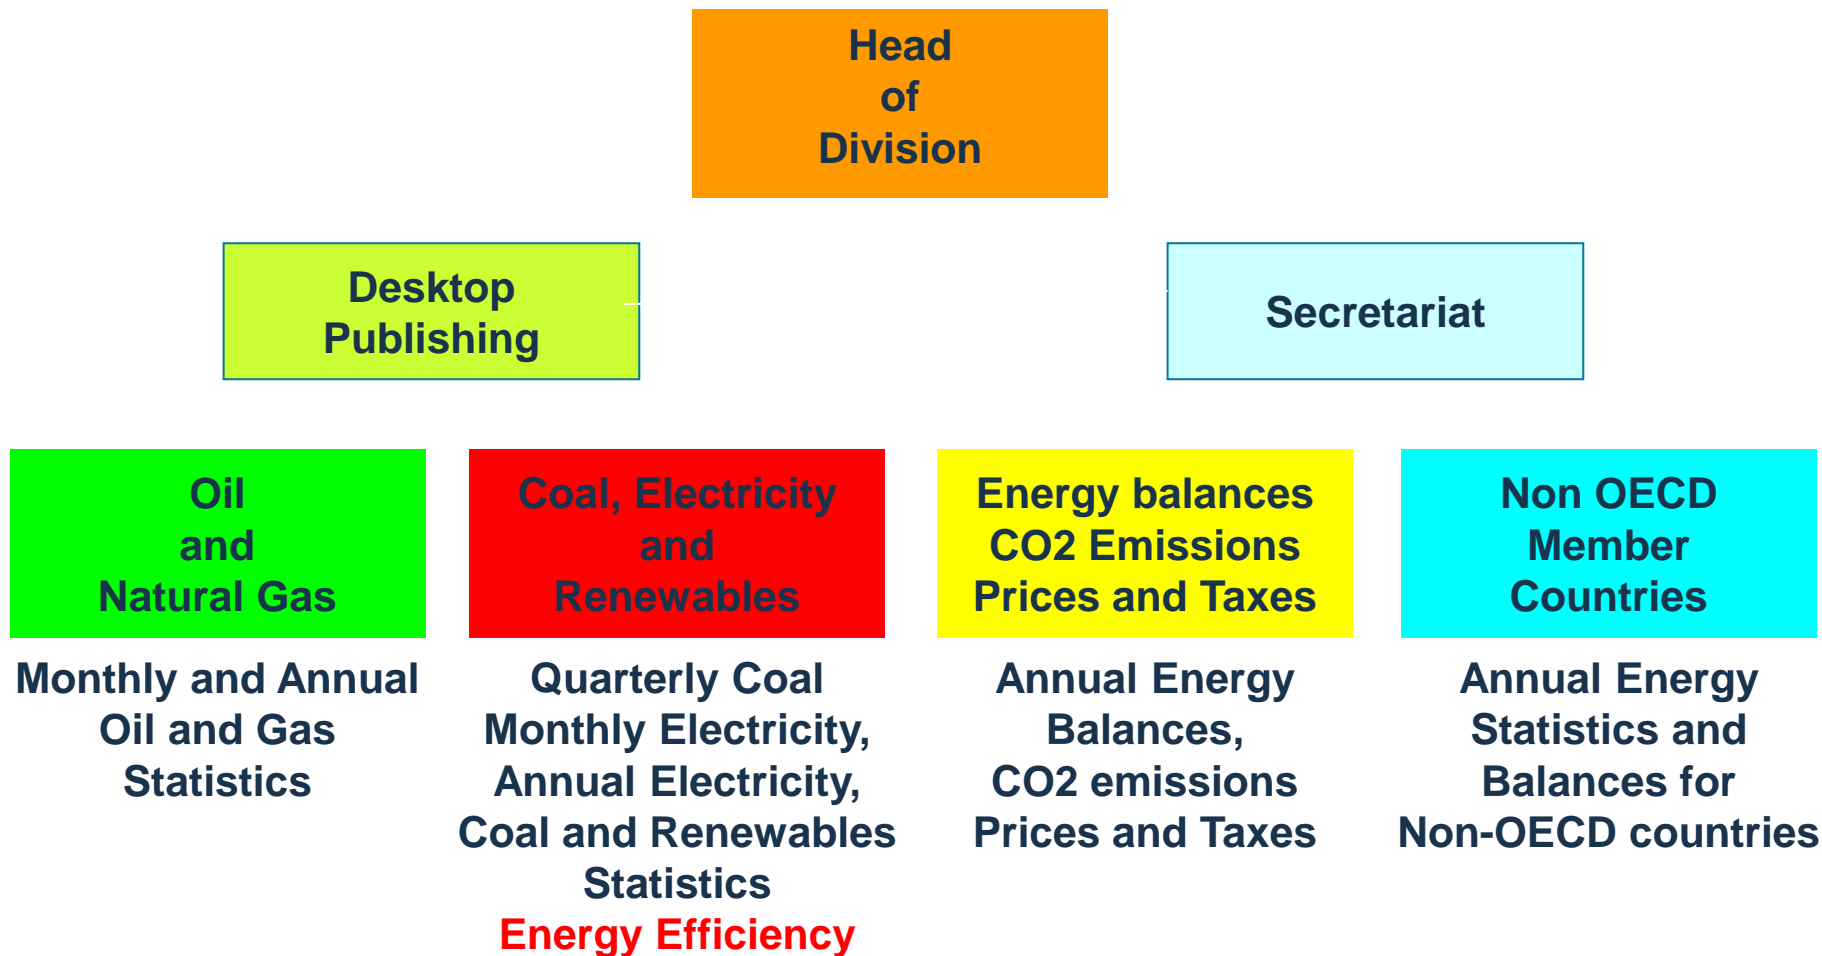 Head
of
Division
Desktop
Publishing
Secretariat
Oil
and
Natural Gas
Coal, Electricity
and
Renewables
Energy balances
CO2 Emissions
Prices and Taxes
Non OECD
Member
Countries
Monthly and Annual
Oil and Gas
Statistics
Quarterly Coal
Monthly Electricity,
Annual Electricity,
Coal and Renewables
Statistics
Energy Efficiency
Annual Energy
Balances,
CO2 emissions
Prices and Taxes
Annual Energy
Statistics and
Balances for
Non-OECD countries